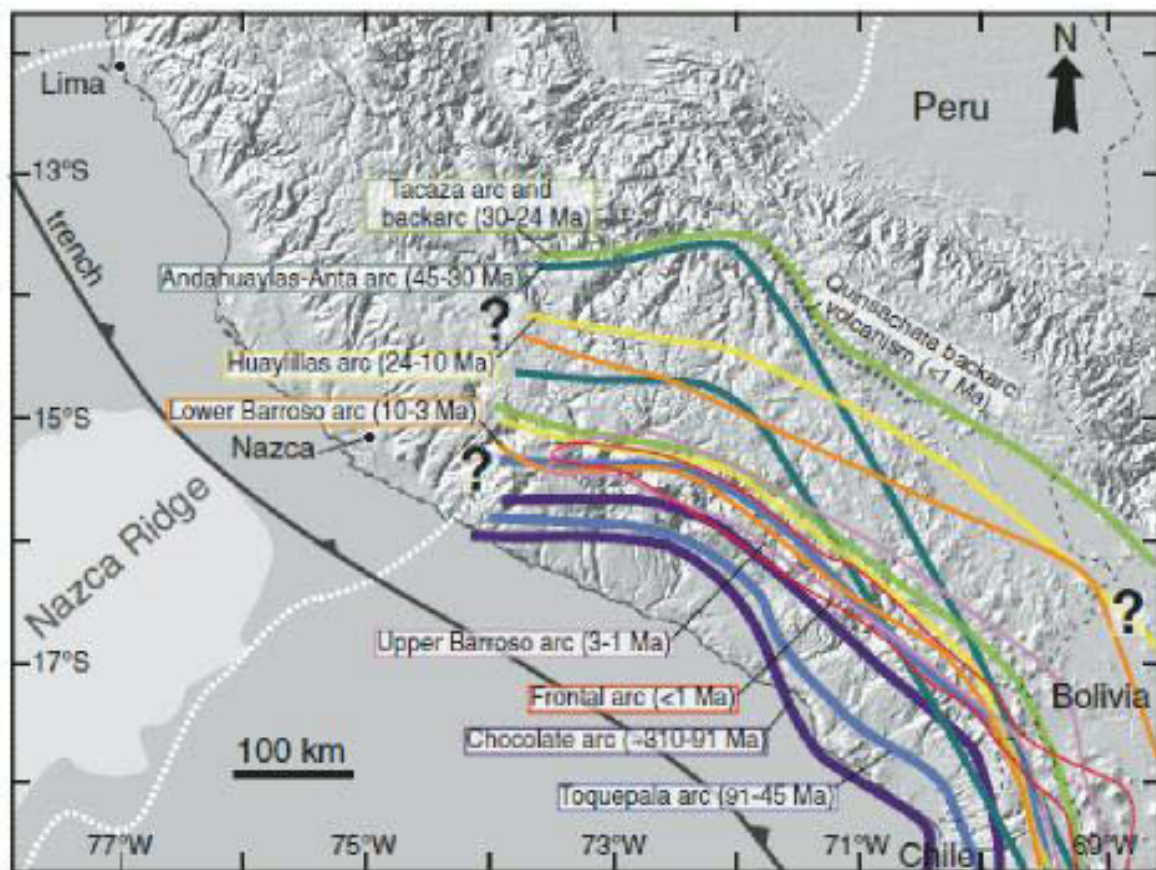 Lima
N
Peru
13°S
trench
Tacaza arc and
backarc (30-24 Ma)
Andahuaylas-Anta arc (45-30 Ma)
?
Quinsachata backarc
volcanism (<1 Ma)
Huaylillas arc (24-10 Ma)
15°S
Lower Barroso arc (10-3 Ma)
Nazca
?
Nazca Ridge
?
17°S
Upper Barroso arc (3-1 Ma)
Bolivia
Frontal arc (<1 Ma)
100 km
Chocolate arc (~310-91 Ma)
Toquepala arc (91-45 Ma)
77°W
75°W
73°W
71°W
69°W
Chile